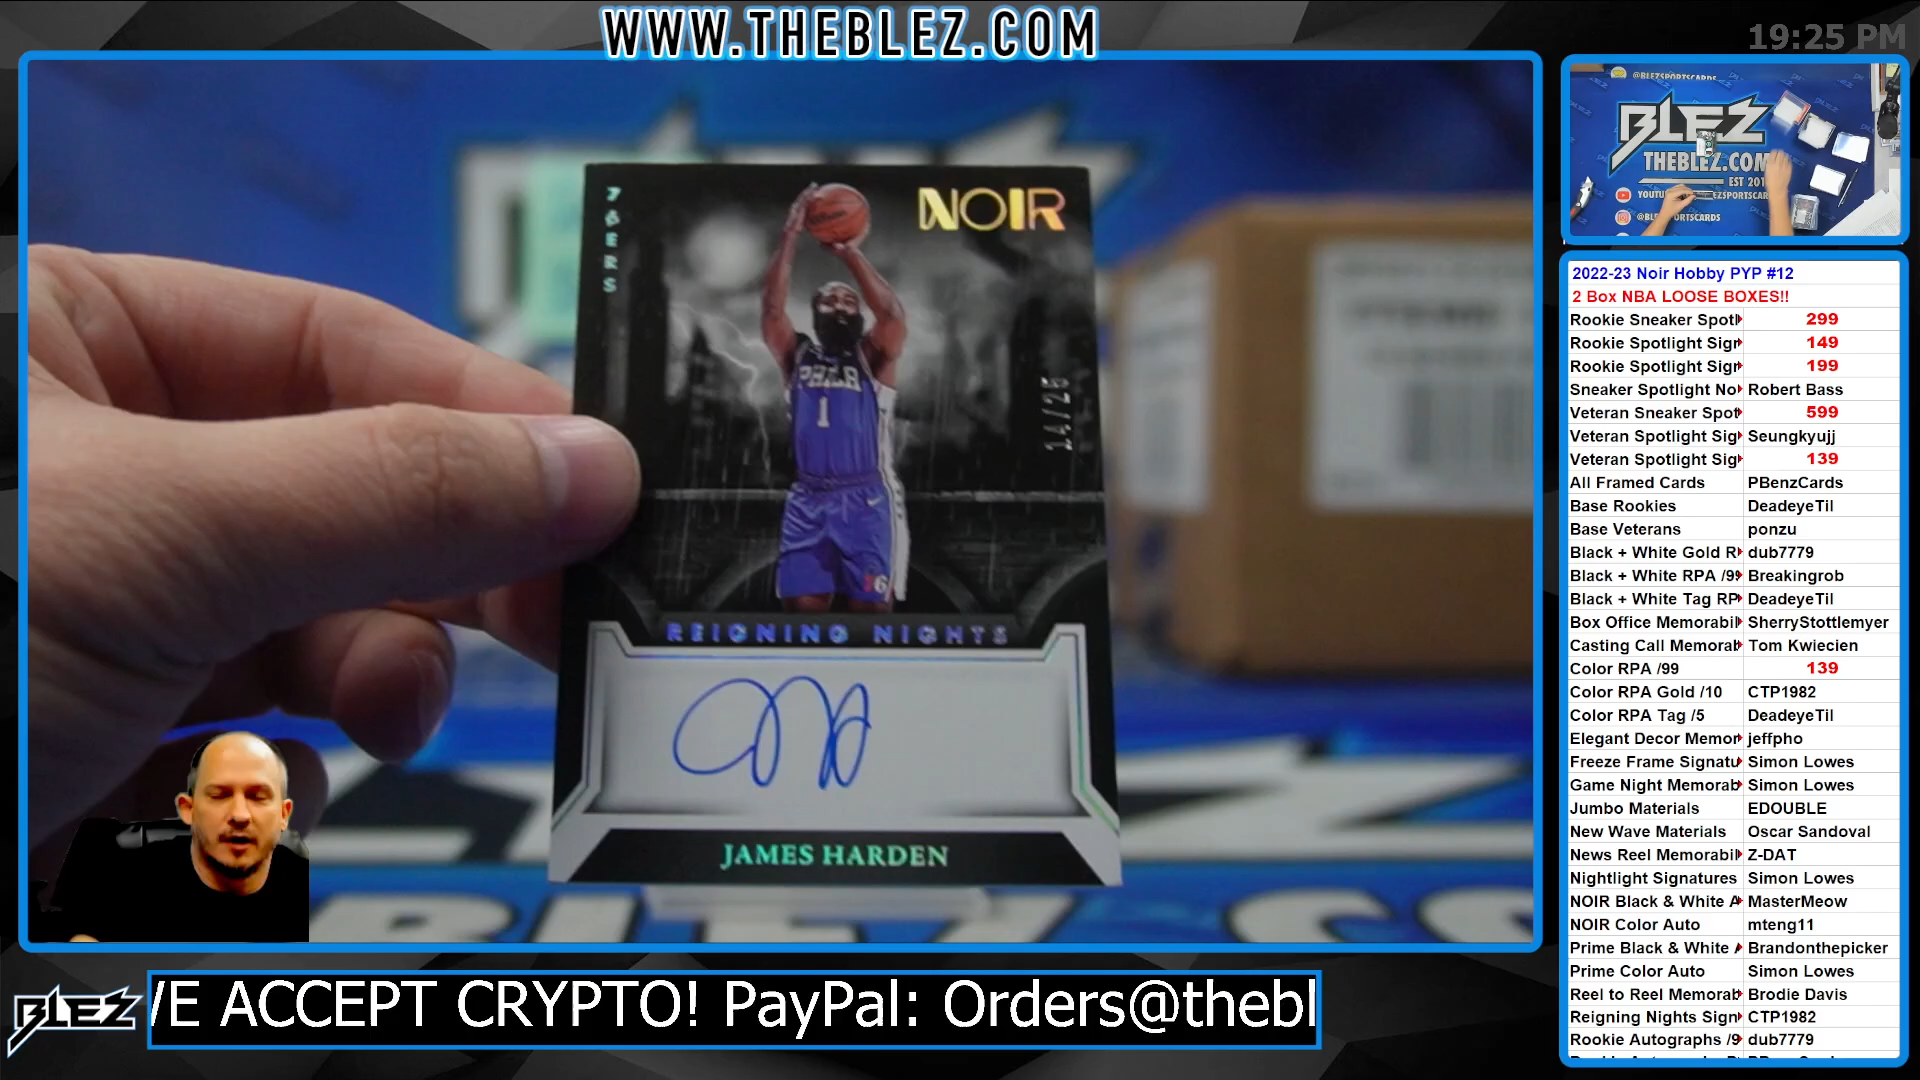 WWW.THEBLEZ.COM
19:25 PM
76ERS
NOIR
Wilson
PHILA
1
14/25
REIGNING NIGHTS
JAMES HARDEN
@BLEZSPORTSCARDS
BLEZ
THEBLEZ.COM
2022-23 Noir Hobby PYP #12
2 Box NBA LOOSE BOXES!!
Rookie Sneaker Spotl 299
Rookie Spotlight Sign 149
Rookie Spotlight Sign 199
Sneaker Spotlight No Robert Bass
Veteran Sneaker Spot 599
Veteran Spotlight Sig Seungkyujj
Veteran Spotlight Sig 139
All Framed Cards PBenzCards
Base Rookies DeadeyeTil
Base Veterans ponzu
Black + White Gold R dub7779
Black + White RPA /99 Breakingrob
Black + White Tag RP DeadeyeTil
Box Office Memorabil SherryStottlemyer
Casting Call Memoral Tom Kwiecien
Color RPA /99 139
Color RPA Gold /10 CTP1982
Color RPA Tag /5 DeadeyeTil
Elegant Decor Memor jeffpho
Freeze Frame Signatu Simon Lowes
Game Night Memorab Simon Lowes
Jumbo Materials EDOUBLE
New Wave Materials Oscar Sandoval
News Reel Memorabil Z-DAT
Nightlight Signatures Simon Lowes
NOIR Black & White A MasterMeow
NOIR Color Auto mteng11
Prime Black & White A Brandonthepicker
Prime Color Auto Simon Lowes
Reel to Reel Memorab Brodie Davis
Reigning Nights Sign CTP1982
Rookie Autographs /9 dub7779
BLEZ
WE ACCEPT CRYPTO! PayPal: Orders@thebl